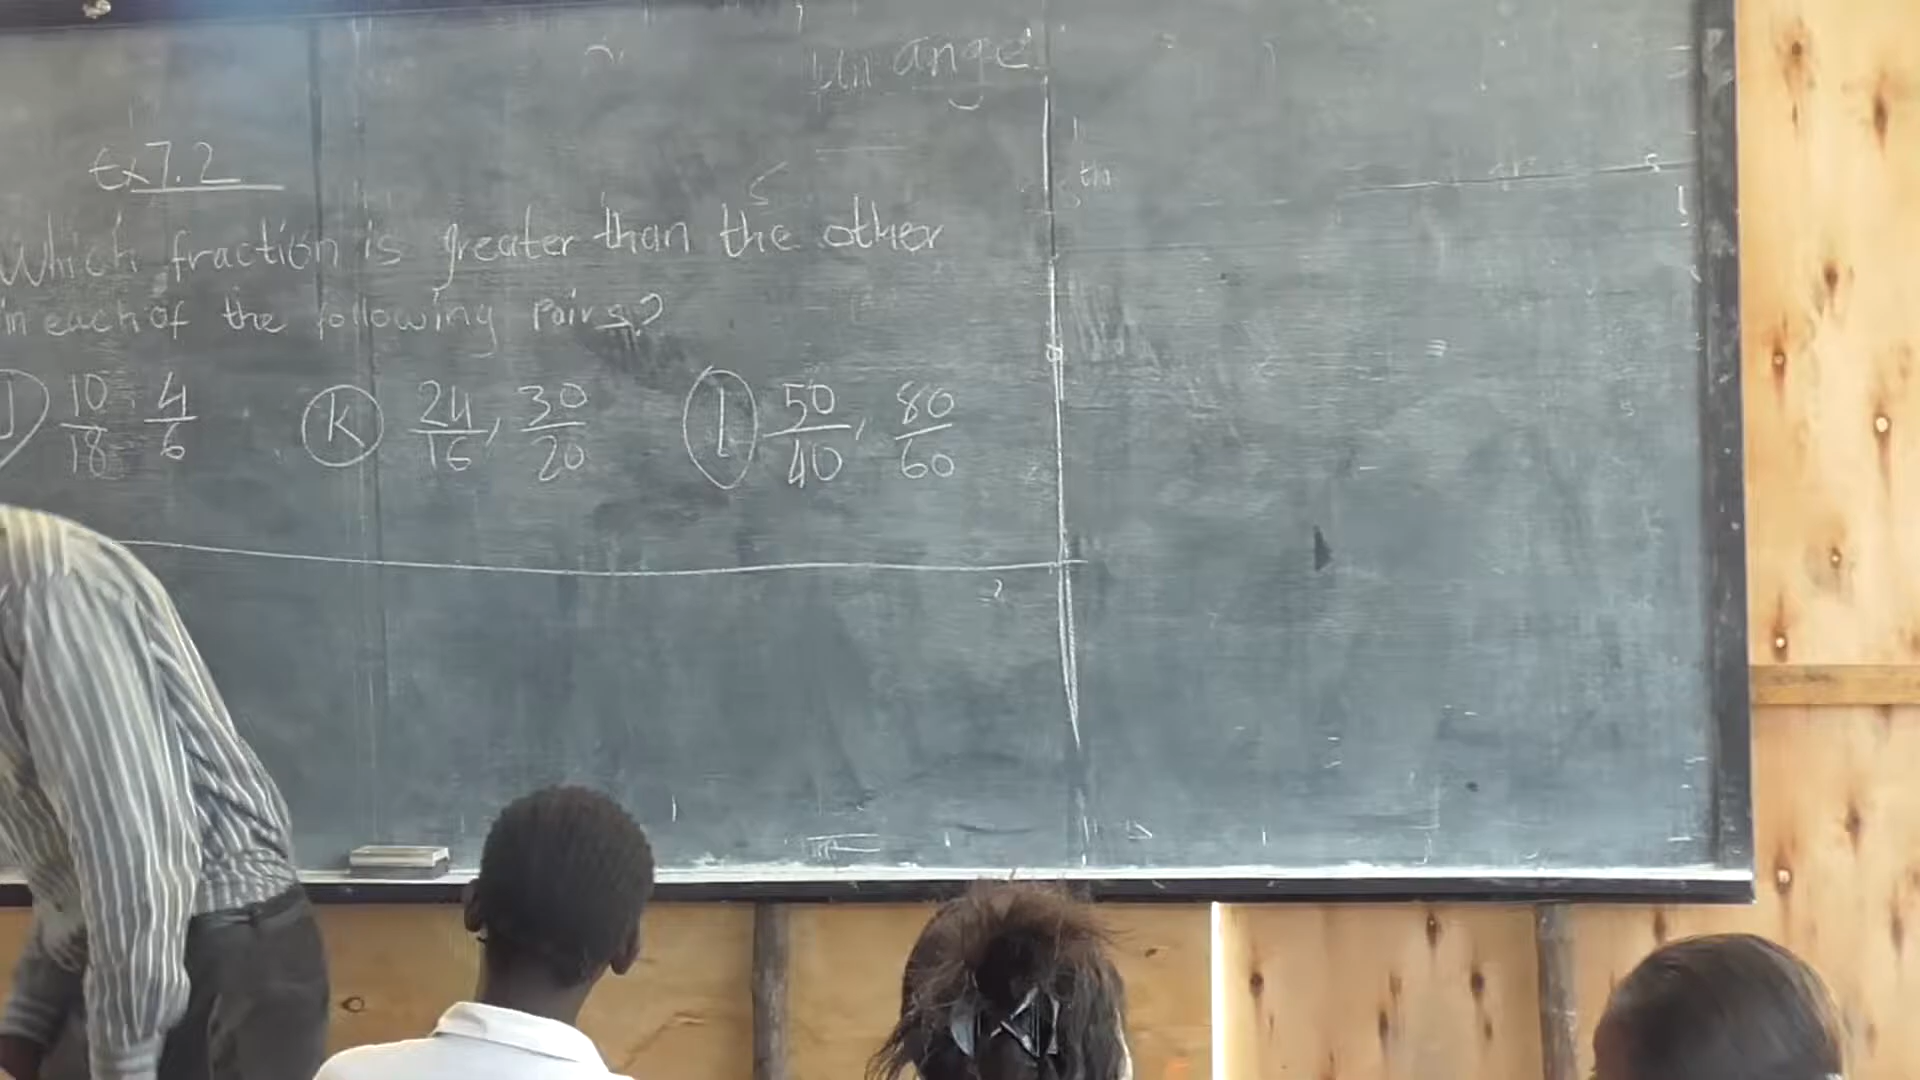 ange
Ex7.2
Which fraction is greater than the other
in each of the following Pairs?
J 10/18 4/6 K 24/16, 30/20 l 50/40, 80/60